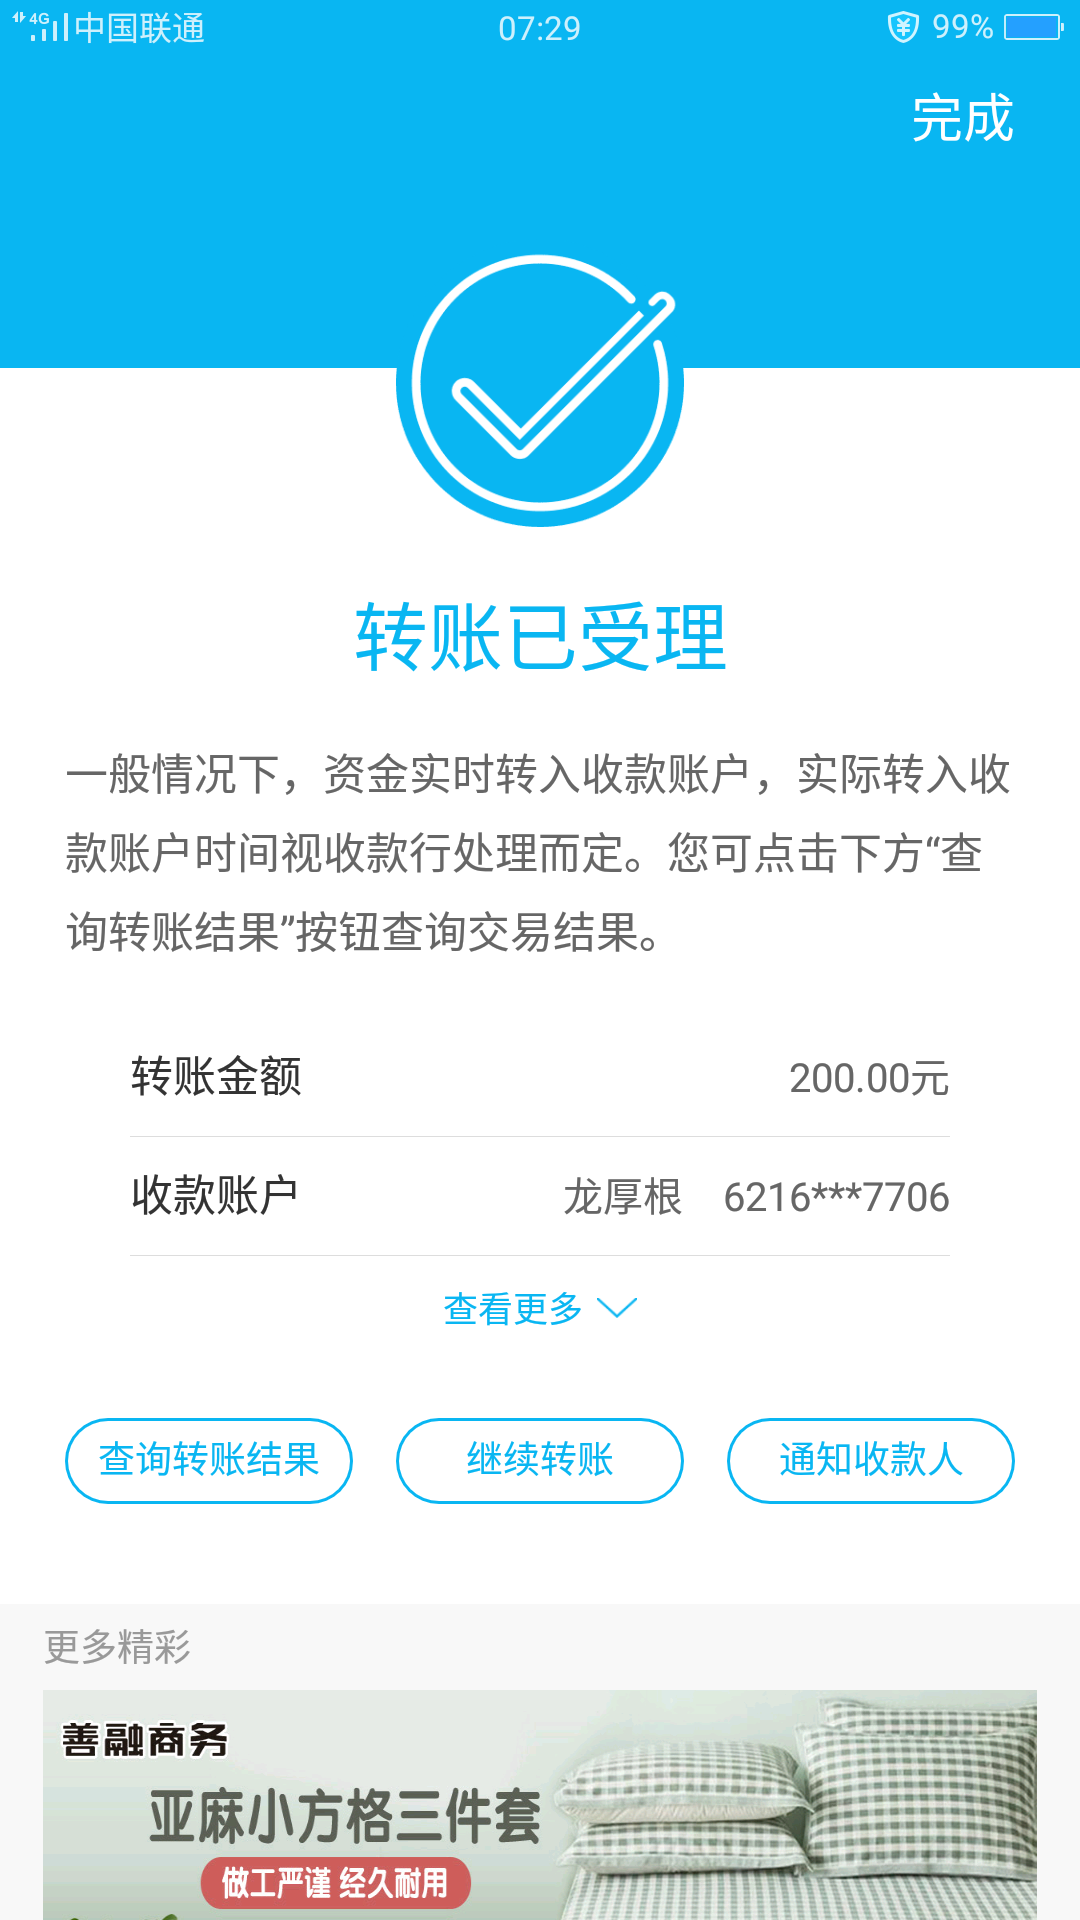 4G 中国联通 07:29 99%
完成
转账已受理
一般情况下，资金实时转入收款账户，实际转入收
款账户时间视收款行处理而定。您可点击下方“查
询转账结果”按钮查询交易结果。
转账金额 200.00元
收款账户 龙厚根 6216***7706
查看更多
查询转账结果 继续转账 通知收款人
更多精彩
善融商务
亚麻小方格三件套
做工严谨 经久耐用